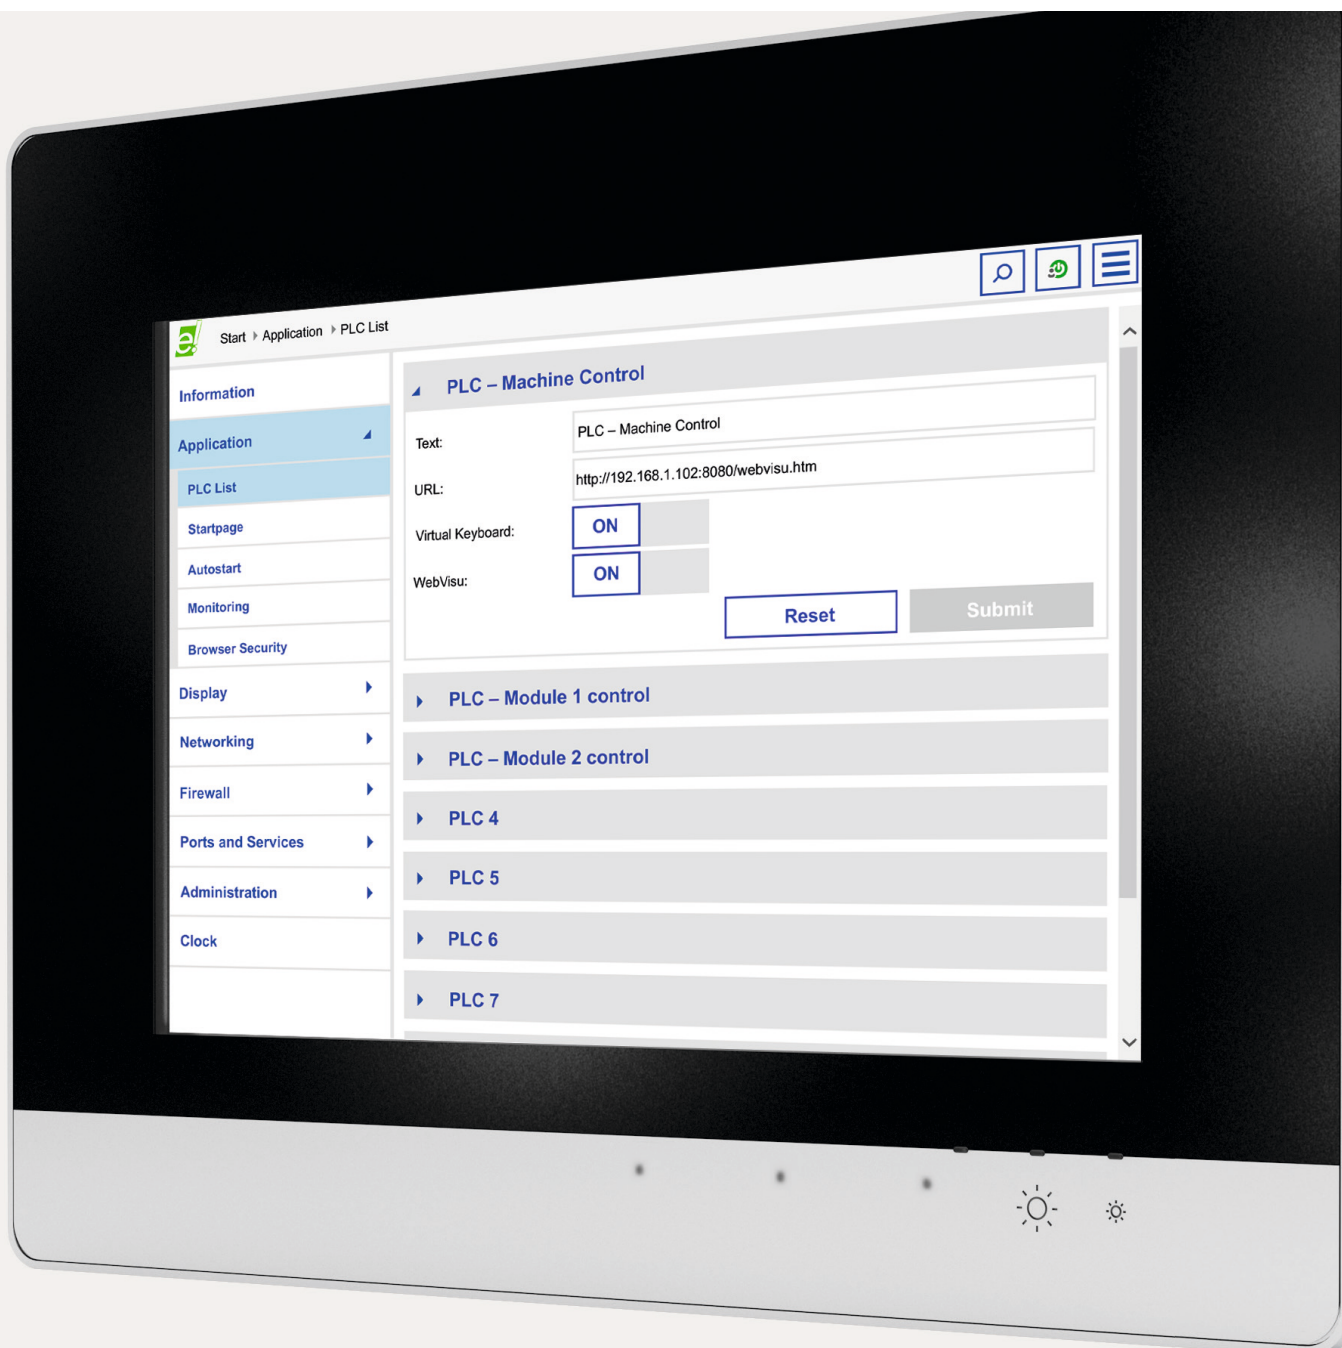 e!
Start Application PLC List
Information
Application
PLC List
Startpage
Autostart
Monitoring
Browser Security
Display
Networking
Firewall
Ports and Services
Administration
Clock
PLC – Machine Control
Text: PLC – Machine Control
URL: http://192.168.1.102:8080/webvisu.htm
Virtual Keyboard: ON
WebVisu: ON
Reset Submit
PLC – Module 1 control
PLC – Module 2 control
PLC 4
PLC 5
PLC 6
PLC 7